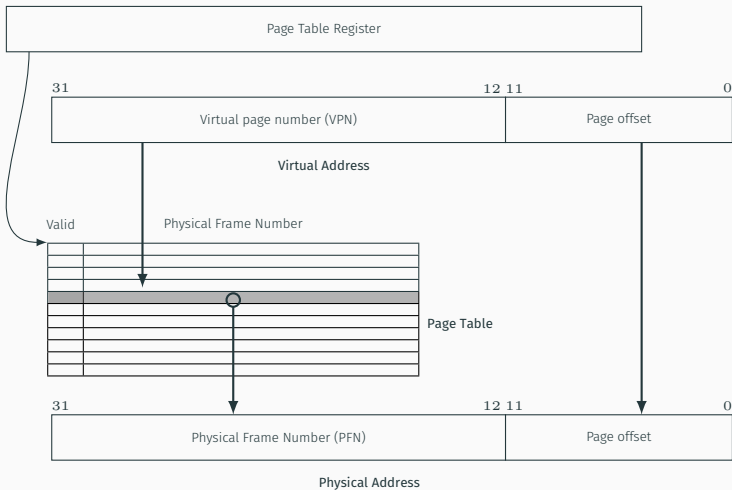 Page Table Register
31 12 11 0
Virtual page number (VPN) Page offset
Virtual Address
Valid Physical Frame Number
Page Table
31 12 11 0
Physical Frame Number (PFN) Page offset
Physical Address